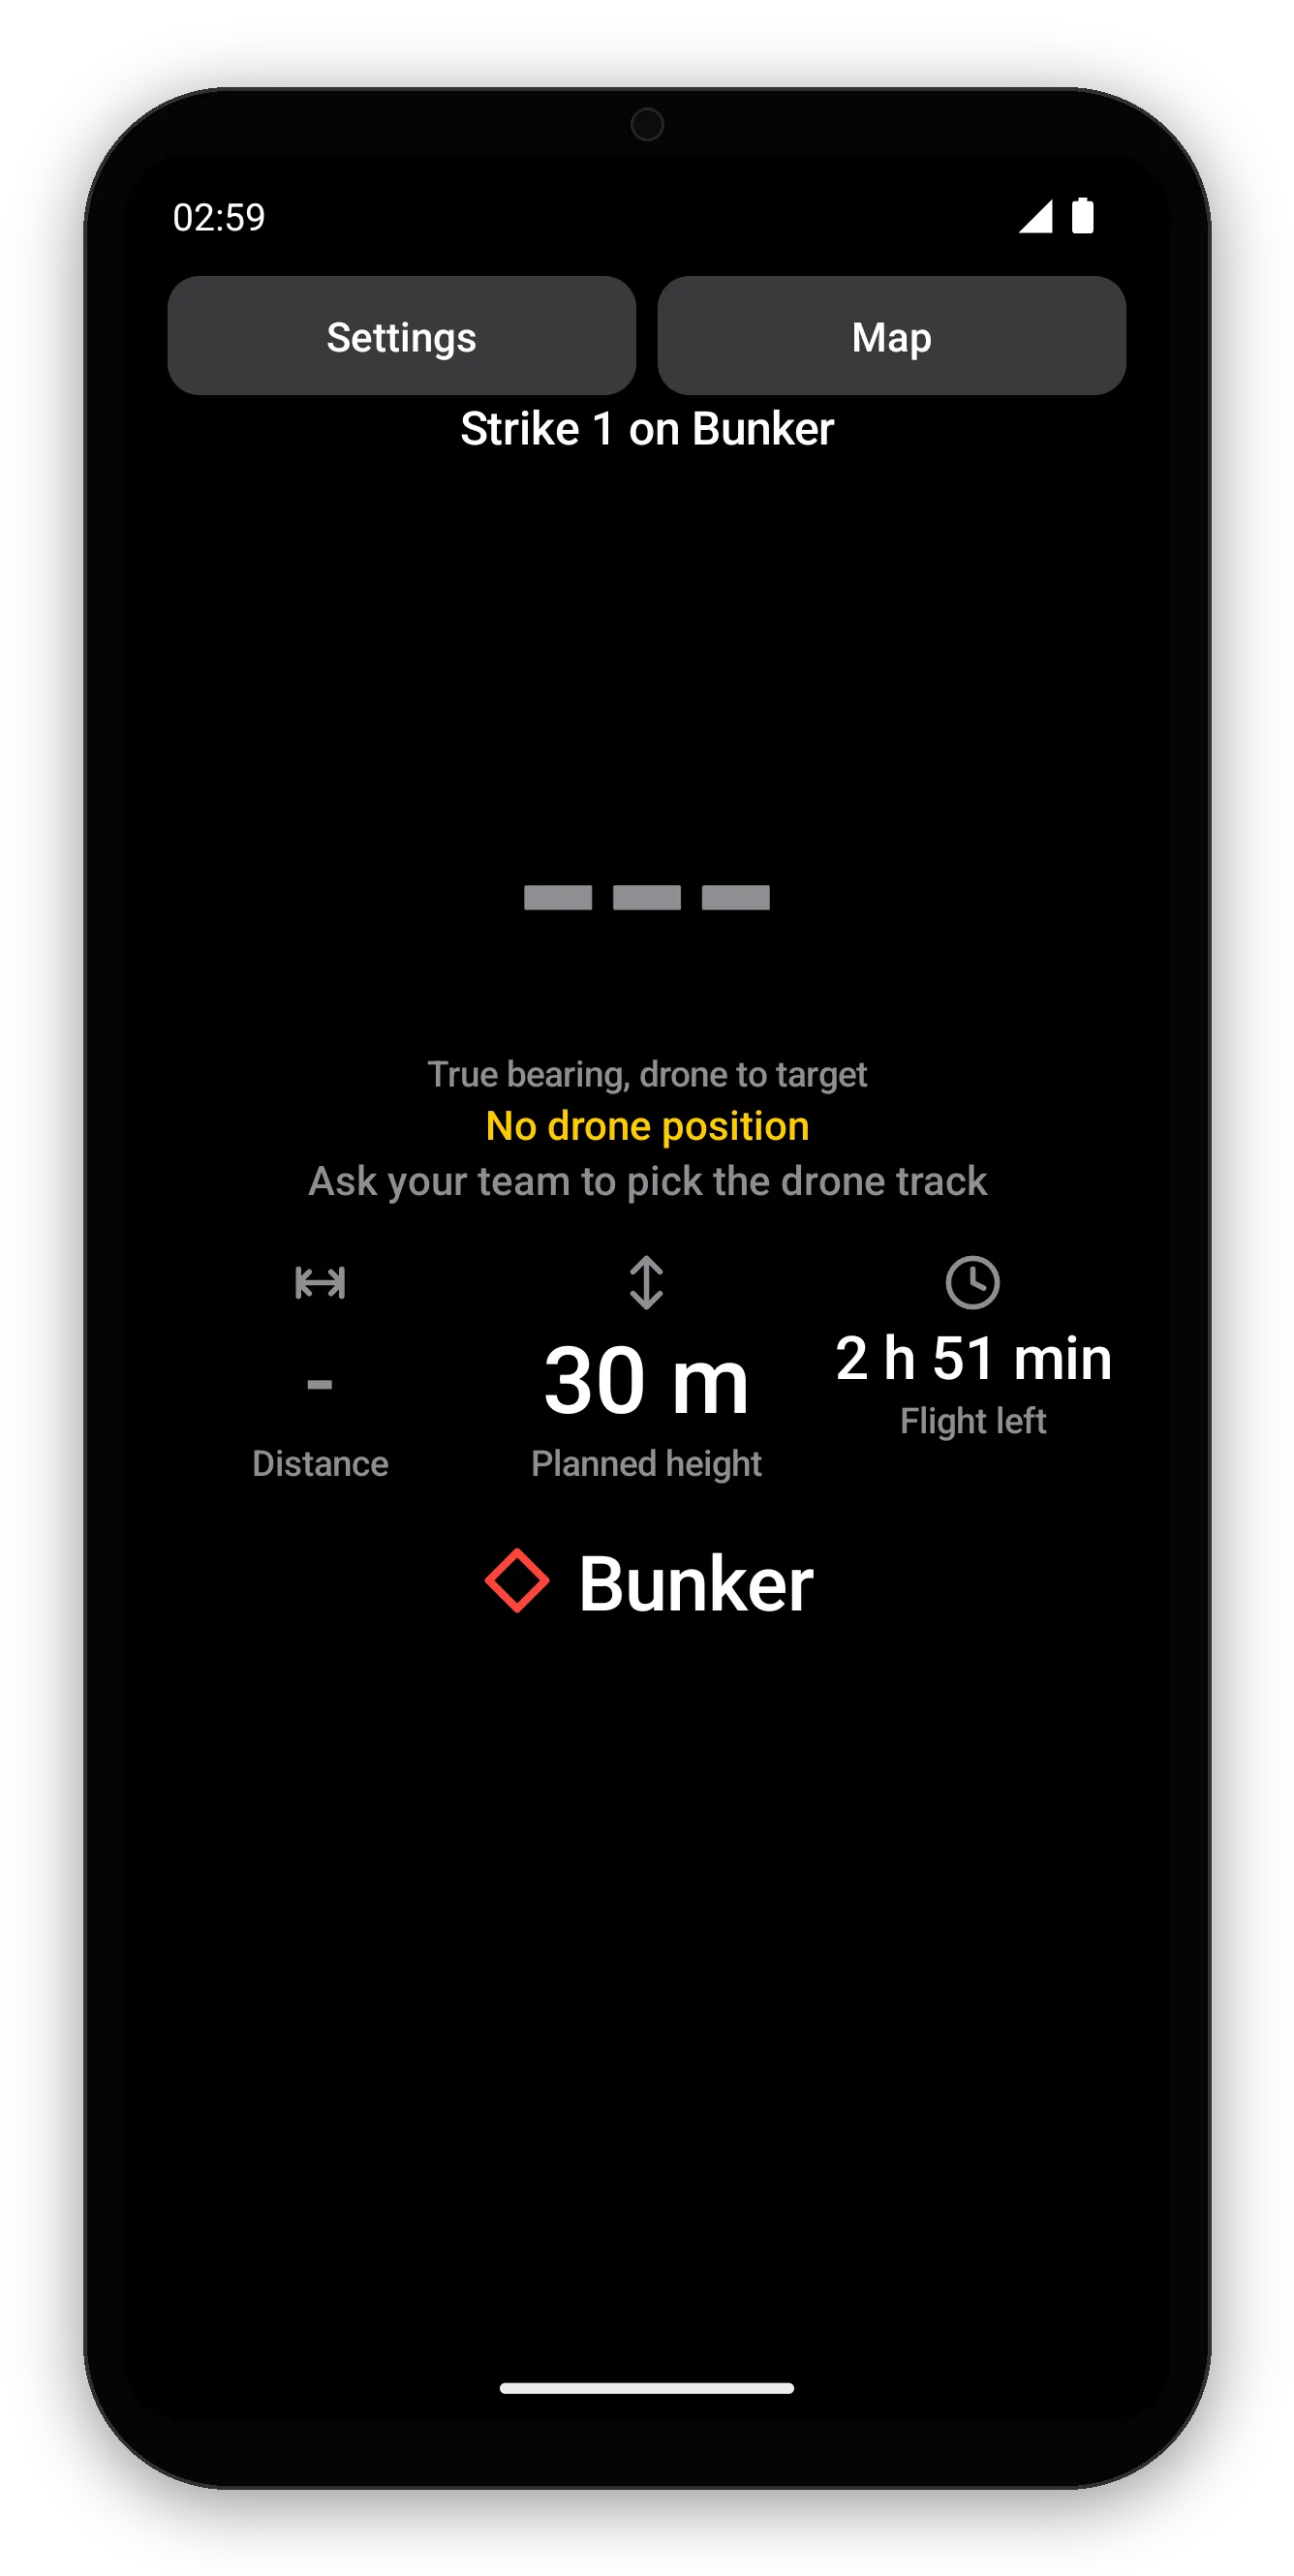 02:59
Settings
Map
Strike 1 on Bunker
---
True bearing, drone to target
No drone position
Ask your team to pick the drone track
-
30 m
2 h 51 min
Distance
Planned height
Flight left
Bunker